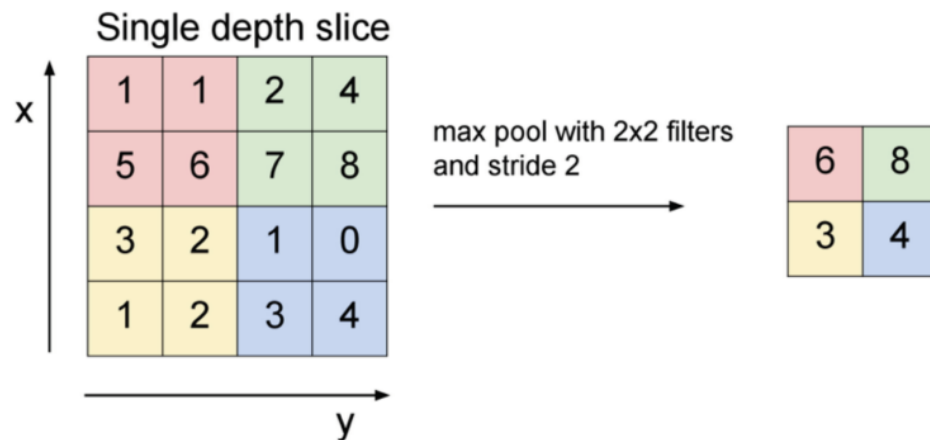 Single depth slice
x
1 1 2 4
5 6 7 8
3 2 1 0
1 2 3 4
y
max pool with 2x2 filters
and stride 2
6 8
3 4